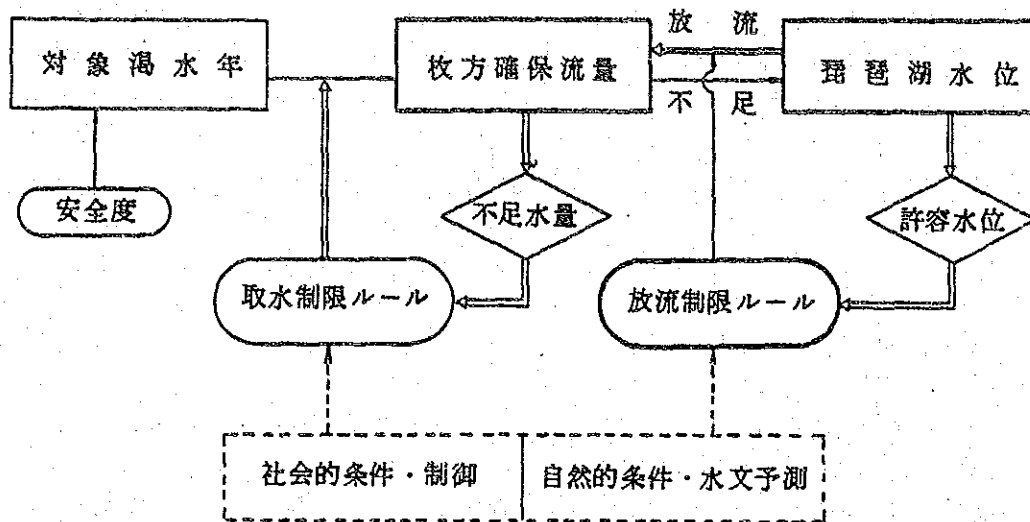 対象渇水年
枚方確保流量
放流
不足
琵琶湖水位
安全度
不足水量
許容水位
取水制限ルール
放流制限ルール
社会的条件・制御
自然的条件・水文予測